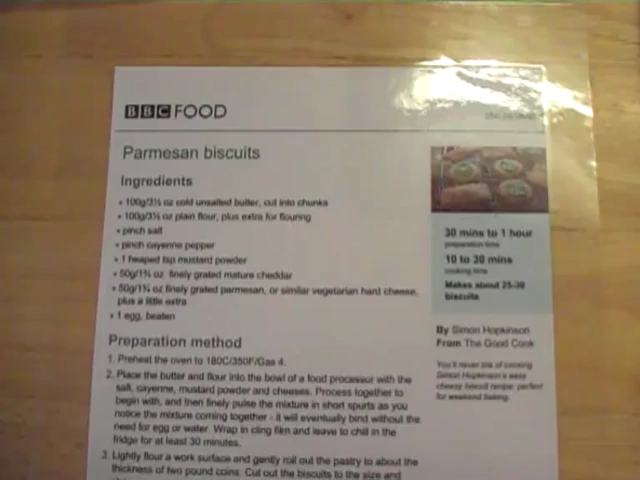 BBC FOOD
Parmesan biscuits
Ingredients
• 100g/3½ oz cold unsalted butter, cut into chunks
• 100g/3½ oz plain flour, plus extra for flouring
• pinch salt
• pinch cayenne pepper
• 1 heaped tsp mustard powder
• 50g/1¾ oz finely grated mature cheddar
• 50g/1¾ oz finely grated parmesan, or similar vegetarian hard cheese,
plus a little extra
• 1 egg, beaten
Preparation method
1. Preheat the oven to 180C/350F/Gas 4.
2. Place the butter and flour into the bowl of a food processor with the
salt, cayenne, mustard powder and cheeses. Process together to
begin with, and then finely pulse the mixture in short spurts as you
notice the mixture coming together - it will eventually bind without the
need for egg or water. Wrap in cling film and leave to chill in the
fridge for at least 30 minutes.
3. Lightly flour a work surface and gently roll out the pastry to about the
thickness of two pound coins. Cut out the biscuits to the size and
30 mins to 1 hour
preparation time
10 to 30 mins
cooking time
Makes about 25-30
biscuits
By Simon Hopkinson
From The Good Cook
You'll never tire of cooking
Simon Hopkinson's easy
cheesy biscuit recipe: perfect
for weekend baking.